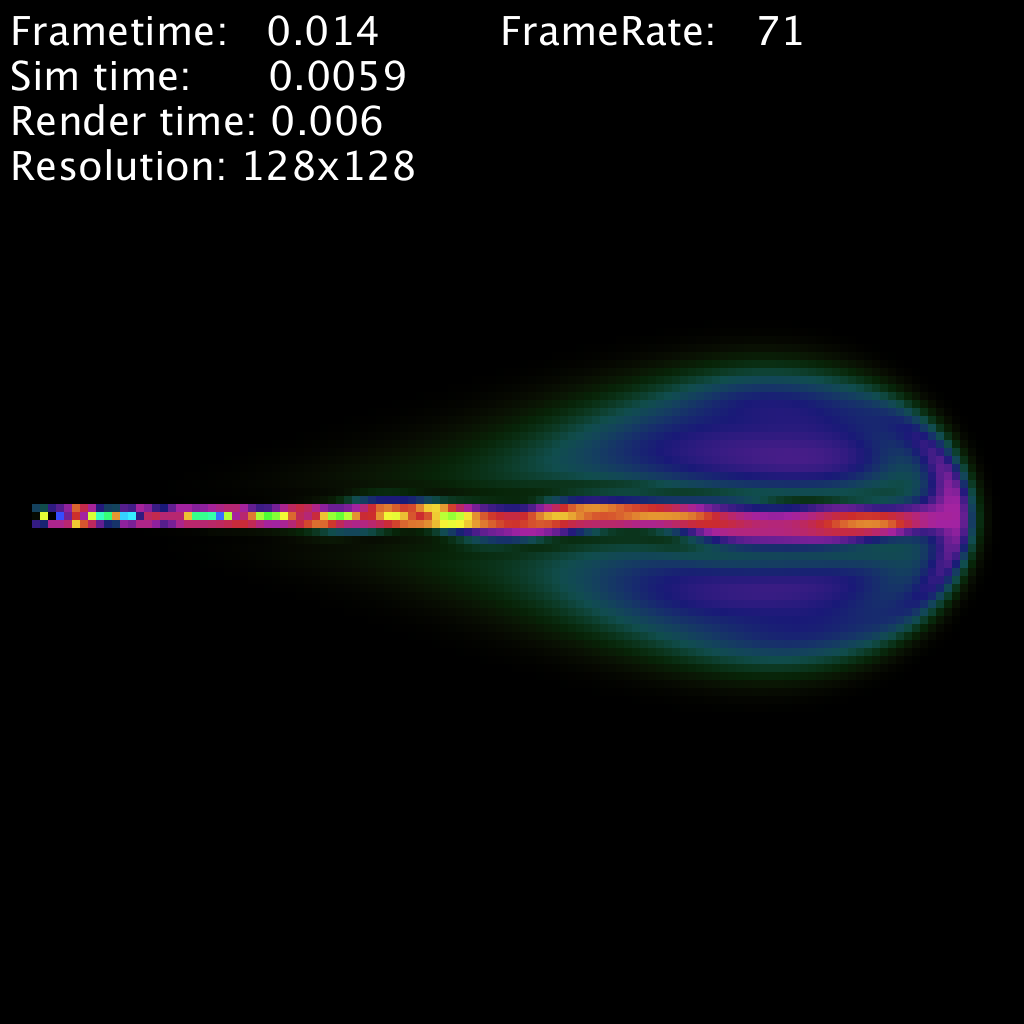 Frametime: 0.014 FrameRate: 71
Sim time: 0.0059
Render time: 0.006
Resolution: 128x128